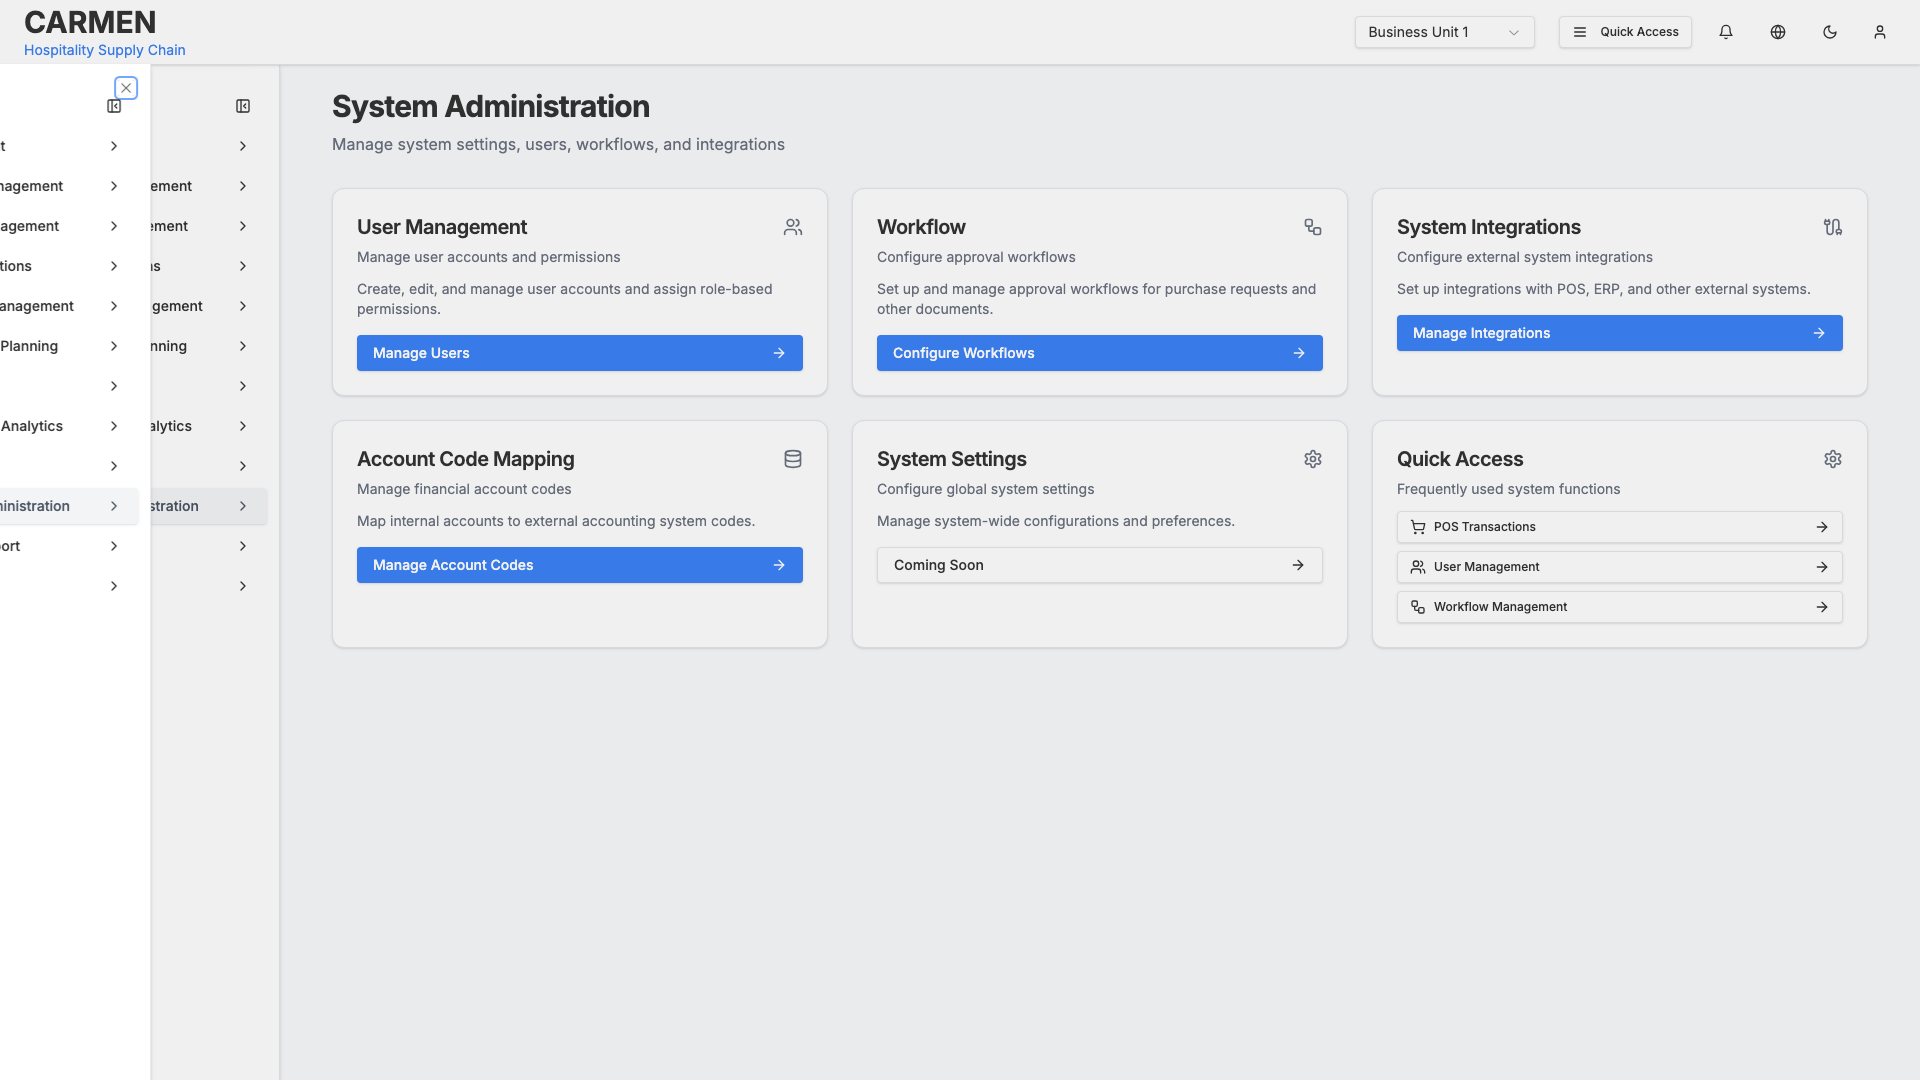 CARMEN
Hospitality Supply Chain
Business Unit 1
Quick Access
t
nagement
ement
agement
ement
tions
ns
anagement
gement
Planning
nning
Analytics
alytics
ninistration
stration
ort
System Administration
Manage system settings, users, workflows, and integrations
User Management
Manage user accounts and permissions
Create, edit, and manage user accounts and assign role-based
permissions.
Manage Users
Workflow
Configure approval workflows
Set up and manage approval workflows for purchase requests and
other documents.
Configure Workflows
System Integrations
Configure external system integrations
Set up integrations with POS, ERP, and other external systems.
Manage Integrations
Account Code Mapping
Manage financial account codes
Map internal accounts to external accounting system codes.
Manage Account Codes
System Settings
Configure global system settings
Manage system-wide configurations and preferences.
Coming Soon
Quick Access
Frequently used system functions
POS Transactions
User Management
Workflow Management